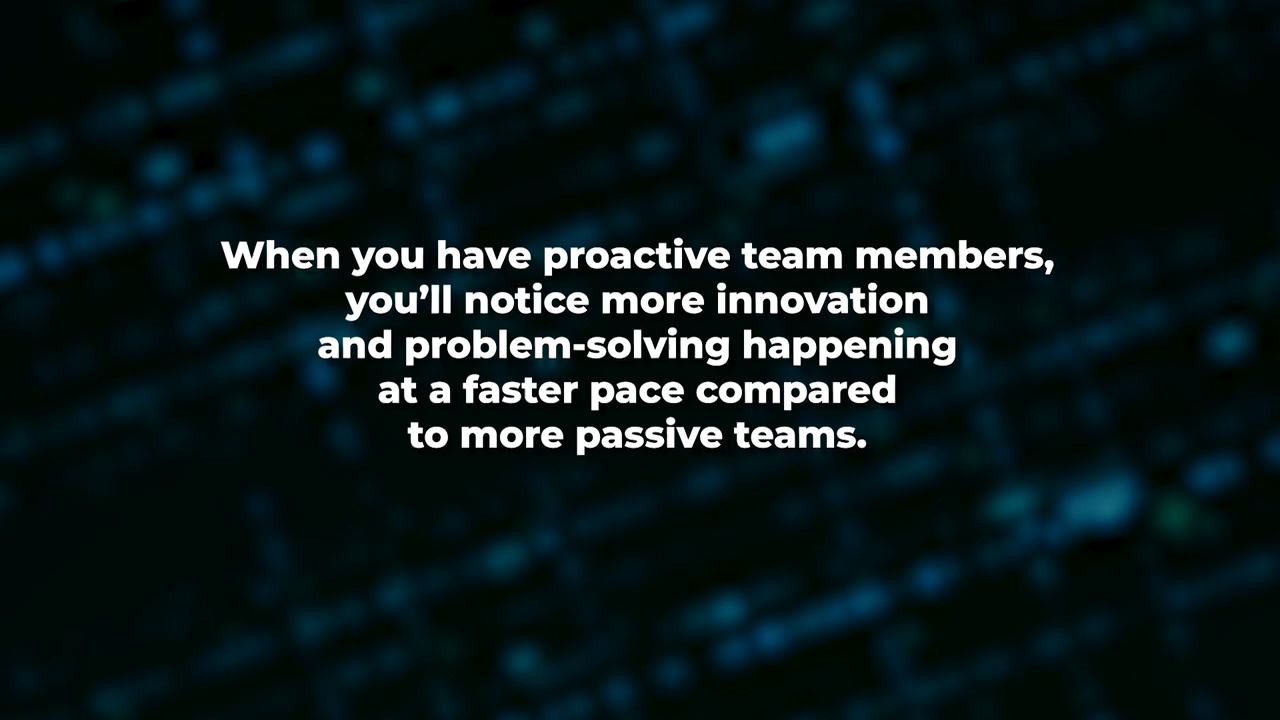 When you have proactive team members,
you’ll notice more innovation
and problem-solving happening
at a faster pace compared
to more passive teams.